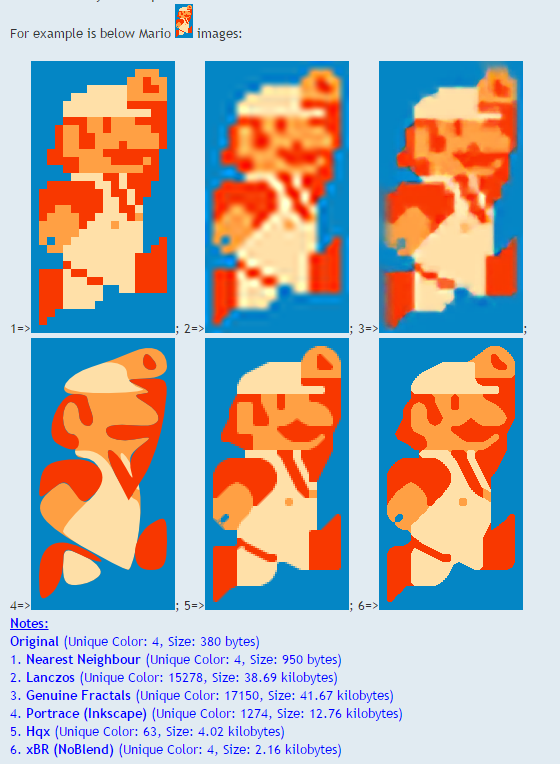 For example is below Mario images:
1=> ; 2=> ; 3=> ;
4=> ; 5=> ; 6=>
Notes:
Original (Unique Color: 4, Size: 380 bytes)
1. Nearest Neighbour (Unique Color: 4, Size: 950 bytes)
2. Lanczos (Unique Color: 15278, Size: 38.69 kilobytes)
3. Genuine Fractals (Unique Color: 17150, Size: 41.67 kilobytes)
4. Portrace (Inkscape) (Unique Color: 1274, Size: 12.76 kilobytes)
5. Hqx (Unique Color: 63, Size: 4.02 kilobytes)
6. xBR (NoBlend) (Unique Color: 4, Size: 2.16 kilobytes)